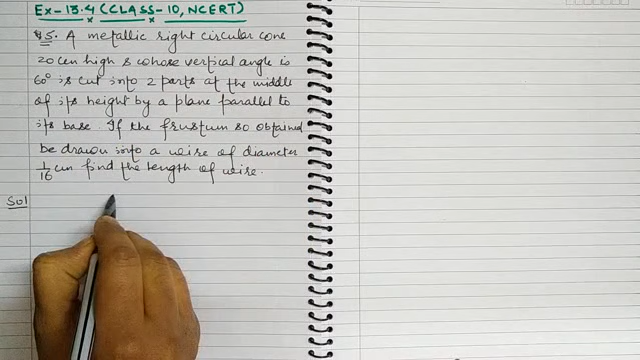 Ex-13.4 (CLASS-10, NCERT)
Q5. A metallic right circular cone
20 cm high & whose vertical angle is
60° is cut into 2 parts at the middle
of its height by a plane parallel to
its base. If the frustum so obtained
be drawn into a wire of diameter
1/16 cm find the length of wire.
Sol